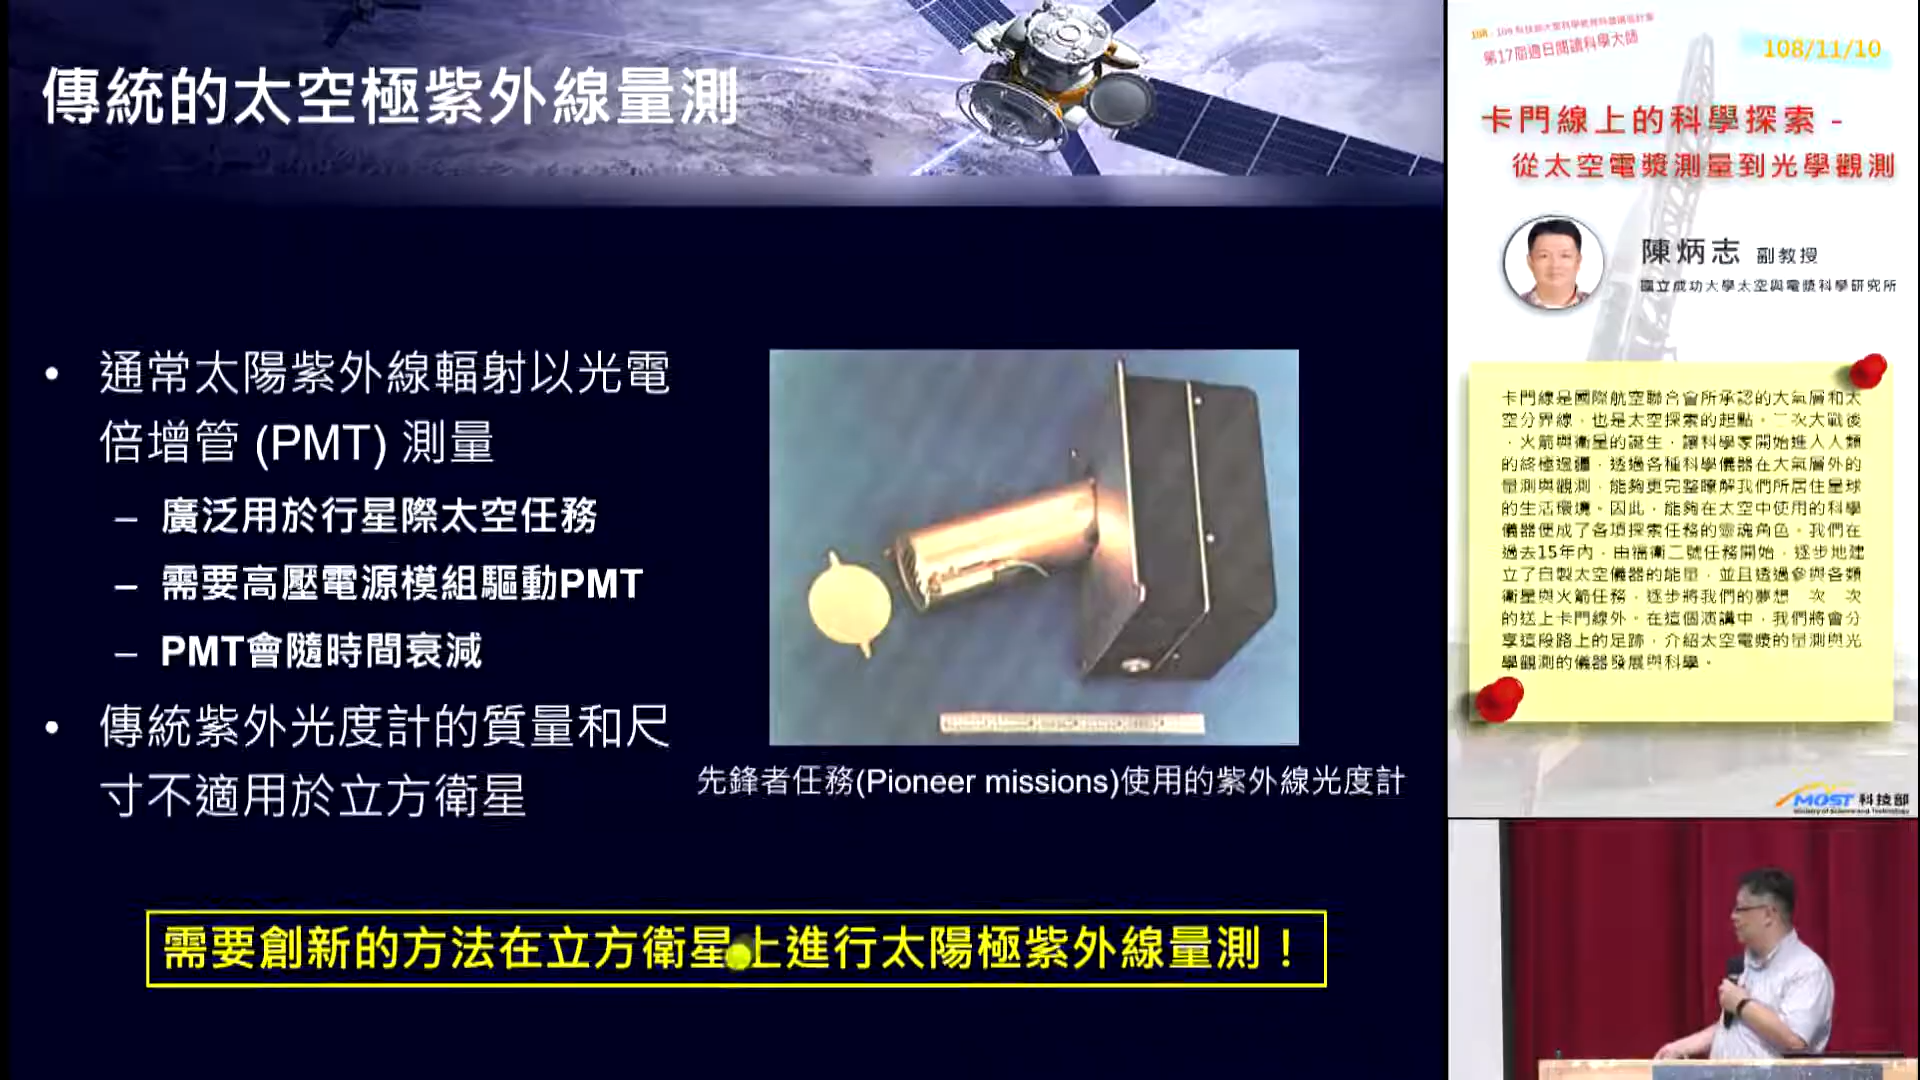 傳統的太空極紫外線量測
• 通常太陽紫外線輻射以光電
倍增管 (PMT) 測量
– 廣泛用於行星際太空任務
– 需要高壓電源模組驅動PMT
– PMT會隨時間衰減
• 傳統紫外光度計的質量和尺
寸不適用於立方衛星
先鋒者任務(Pioneer missions)使用的紫外線光度計
需要創新的方法在立方衛星上進行太陽極紫外線量測！
第17屆週日閱讀科學大師
108/11/10
卡門線上的科學探索 -
從太空電漿測量到光學觀測
陳炳志 副教授
國立成功大學太空與電漿科學研究所
卡門線是國際航空聯合會所承認的大氣層和太
空分界線，也是太空探索的起點。二次大戰後
，火箭與衛星的誕生，讓科學家開始進入人類
的終極邊疆，透過各種科學儀器在大氣層外的
量測與觀測，能夠更完整瞭解我們所居住星球
的生活環境。因此，能夠在太空中使用的科學
儀器便成了各項探索任務的靈魂角色。我們在
過去15年內，由福衛二號任務開始，逐步地建
立了自製太空儀器的能量，並且透過參與各類
衛星與火箭任務，逐步將我們的夢想一次一次
的送上卡門線外。在這個演講中，我們將會分
享這段路上的足跡，介紹太空電漿的量測與光
學觀測的儀器發展與科學。
MOST 科技部
Ministry of Science and Technology